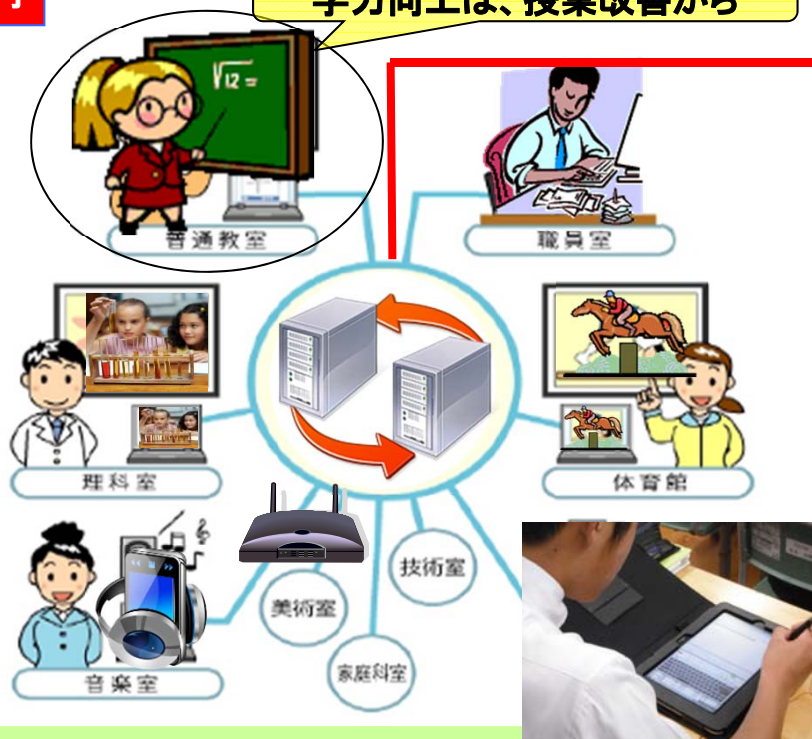 学力向上は、授業改善から
√12 =
普通教室
職員室
理科室
体育館
技術室
美術室
家庭科室
音楽室